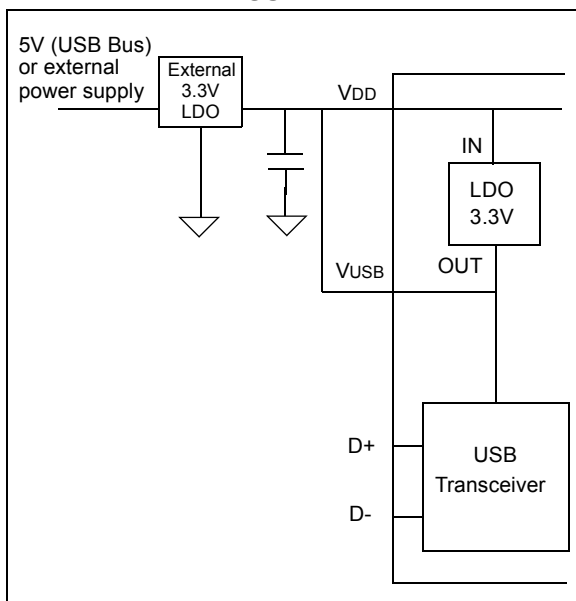 5V (USB Bus)
or external
power supply
External
3.3V
LDO
VDD
IN
LDO
3.3V
VUSB
OUT
D+
USB
Transceiver
D-